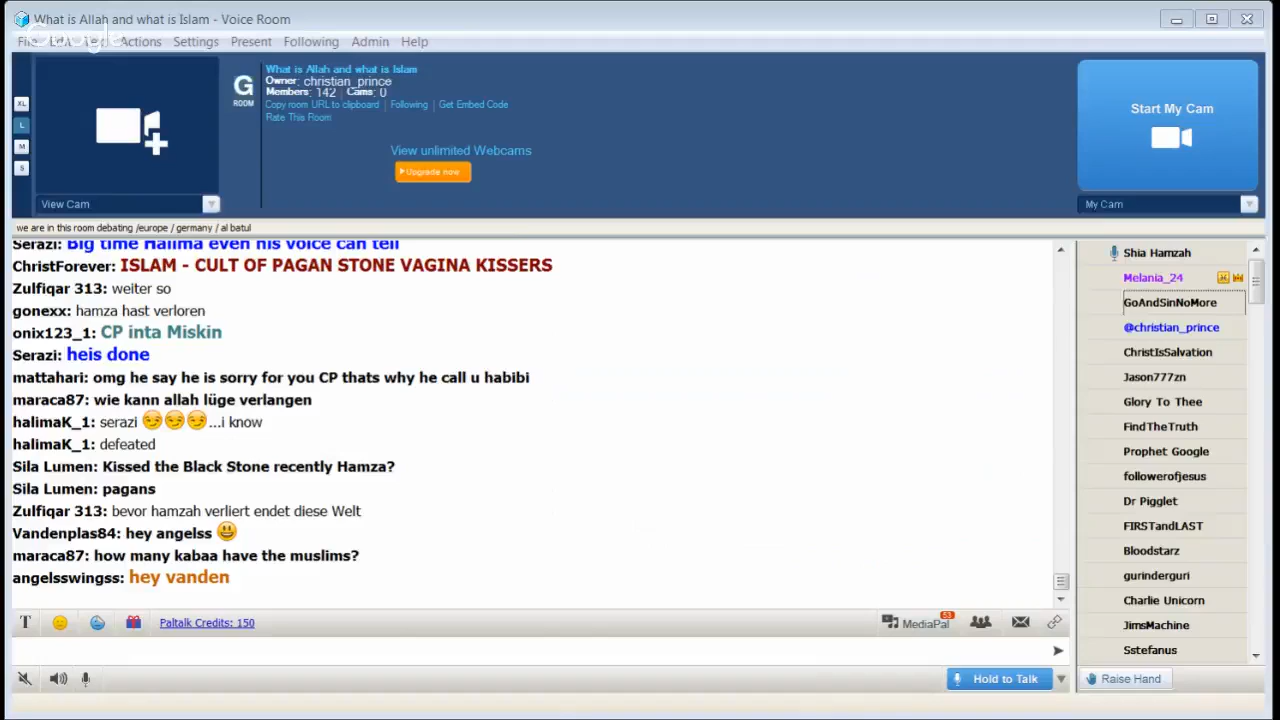 What is Allah and what is Islam - Voice Room
Google
Actions Settings Present Following Admin Help
XL
L
M
S
G
ROOM
What is Allah and what is Islam
Owner: christian_prince
Members: 142 Cams: 0
Copy room URL to clipboard | Following | Get Embed Code
Rate This Room
View unlimited Webcams
Upgrade now
Start My Cam
View Cam
My Cam
we are in this room debating /europe / germany / al batul
Serazi: Big time Halima even his voice can tell
ChristForever: ISLAM - CULT OF PAGAN STONE VAGINA KISSERS
Zulfiqar 313: weiter so
gonexx: hamza hast verloren
onix123_1: CP inta Miskin
Serazi: heis done
mattahari: omg he say he is sorry for you CP thats why he call u habibi
maraca87: wie kann allah lüge verlangen
halimaK_1: serazi 😏😏😏...i know
halimaK_1: defeated
Sila Lumen: Kissed the Black Stone recently Hamza?
Sila Lumen: pagans
Zulfiqar 313: bevor hamzah verliert endet diese Welt
Vandenplas84: hey angelss 😃
maraca87: how many kabaa have the muslims?
angelsswingss: hey vanden
Shia Hamzah
Melania_24
GoAndSinNoMore
@christian_prince
ChristIsSalvation
Jason777zn
Glory To Thee
FindTheTruth
Prophet Google
followerofjesus
Dr Pigglet
FIRSTandLAST
Bloodstarz
gurinderguri
Charlie Unicorn
JimsMachine
Sstefanus
T
Paltalk Credits: 150
MediaPal
53
Hold to Talk
Raise Hand